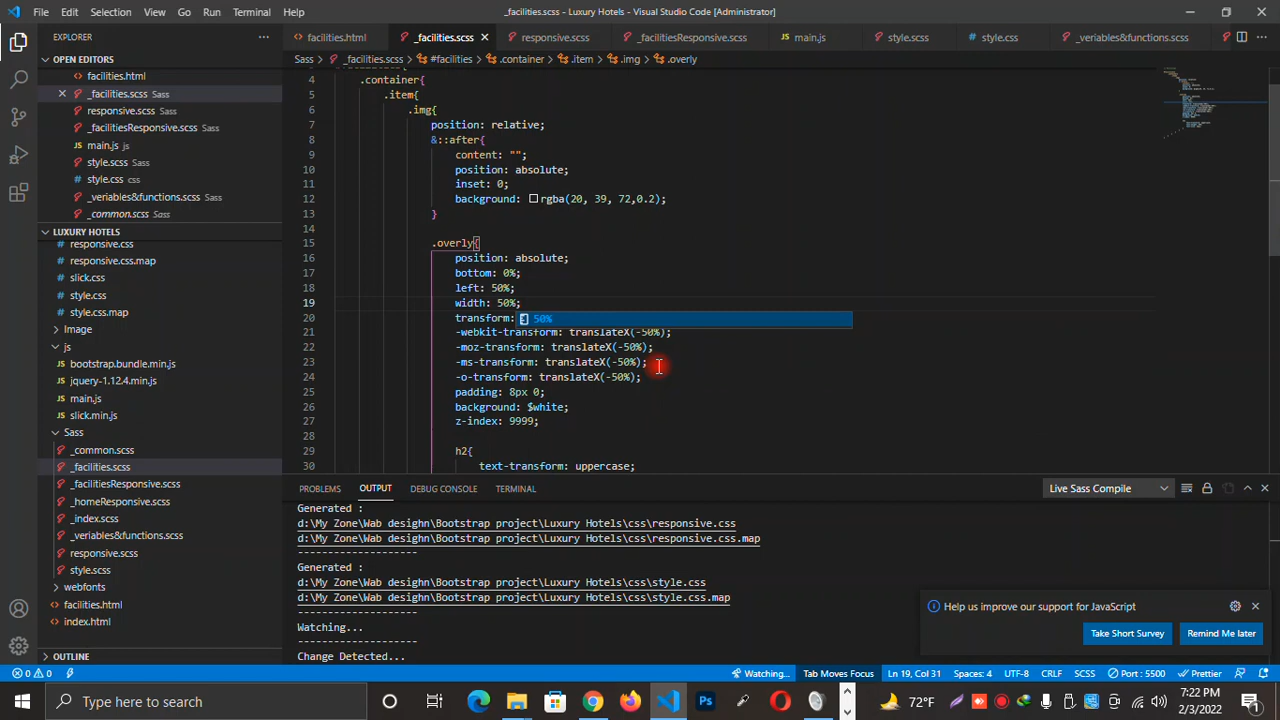 File Edit Selection View Go Run Terminal Help
_facilities.scss - Luxury Hotels - Visual Studio Code [Administrator]
EXPLORER
facilities.html
_facilities.scss
responsive.scss
_facilitiesResponsive.scss
main.js
style.scss
style.css
_veriables&functions.scss
OPEN EDITORS
Sass > _facilities.scss > #facilities > .container > .item > .img > .overly
facilities.html
_facilities.scss Sass
responsive.scss Sass
_facilitiesResponsive.scss Sass
main.js js
style.scss Sass
style.css css
_veriables&functions.scss Sass
_common.scss Sass
LUXURY HOTELS
responsive.css
responsive.css.map
slick.css
style.css
style.css.map
Image
js
bootstrap.bundle.min.js
jquery-1.12.4.min.js
main.js
slick.min.js
Sass
_common.scss
_facilities.scss
_facilitiesResponsive.scss
_homeResponsive.scss
_index.scss
_veriables&functions.scss
responsive.scss
style.scss
webfonts
facilities.html
index.html
OUTLINE
4 .container{
5 .item{
6 .img{
7 position: relative;
8 &::after{
9 content: "";
10 position: absolute;
11 inset: 0;
12 background: rgba(20, 39, 72,0.2);
13 }
14
15 .overly{
16 position: absolute;
17 bottom: 0%;
18 left: 50%;
19 width: 50%;
20 transform: 50%
21 -webkit-transform: translateX(-50%);
22 -moz-transform: translateX(-50%);
23 -ms-transform: translateX(-50%);
24 -o-transform: translateX(-50%);
25 padding: 8px 0;
26 background: $white;
27 z-index: 9999;
28
29 h2{
30 text-transform: uppercase;
PROBLEMS OUTPUT DEBUG CONSOLE TERMINAL
Live Sass Compile
Generated :
d:\My Zone\Wab desighn\Bootstrap project\Luxury Hotels\css\responsive.css
d:\My Zone\Wab desighn\Bootstrap project\Luxury Hotels\css\responsive.css.map
--------------------
Generated :
d:\My Zone\Wab desighn\Bootstrap project\Luxury Hotels\css\style.css
d:\My Zone\Wab desighn\Bootstrap project\Luxury Hotels\css\style.css.map
--------------------
Watching...
--------------------
Change Detected...
Help us improve our support for JavaScript
Take Short Survey
Remind Me later
0 0
Watching... Tab Moves Focus Ln 19, Col 31 Spaces: 4 UTF-8 CRLF SCSS Port : 5500 Prettier
Type here to search
Ps
72°F
7:22 PM
2/3/2022
1